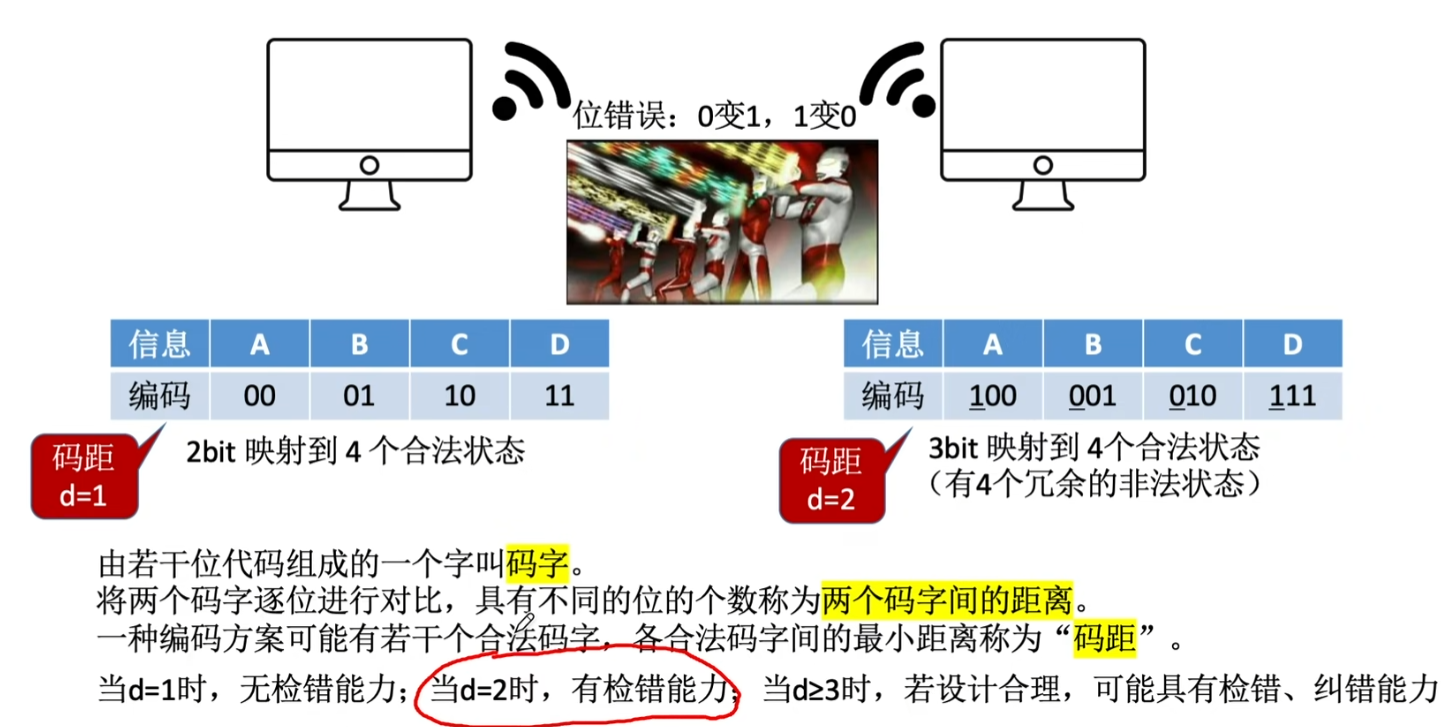 位错误：0变1，1变0
信息 A B C D
编码 00 01 10 11
码距
d=1
2bit 映射到 4 个合法状态
信息 A B C D
编码 100 001 010 111
码距
d=2
3bit 映射到 4个合法状态
（有4个冗余的非法状态）
由若干位代码组成的一个字叫码字。
将两个码字逐位进行对比，具有不同的位的个数称为两个码字间的距离。
一种编码方案可能有若干个合法码字，各合法码字间的最小距离称为“码距”。
当d=1时，无检错能力；当d=2时，有检错能力；当d≥3时，若设计合理，可能具有检错、纠错能力